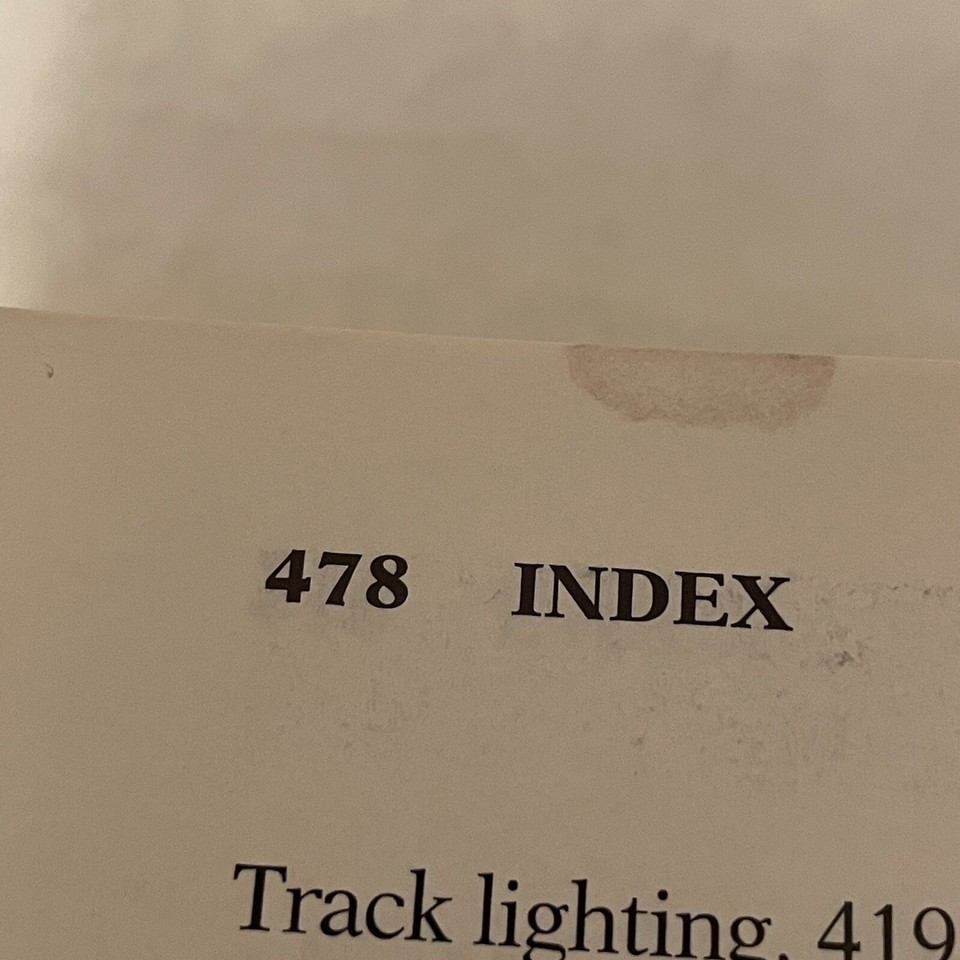 478 INDEX
Track lighting, 419